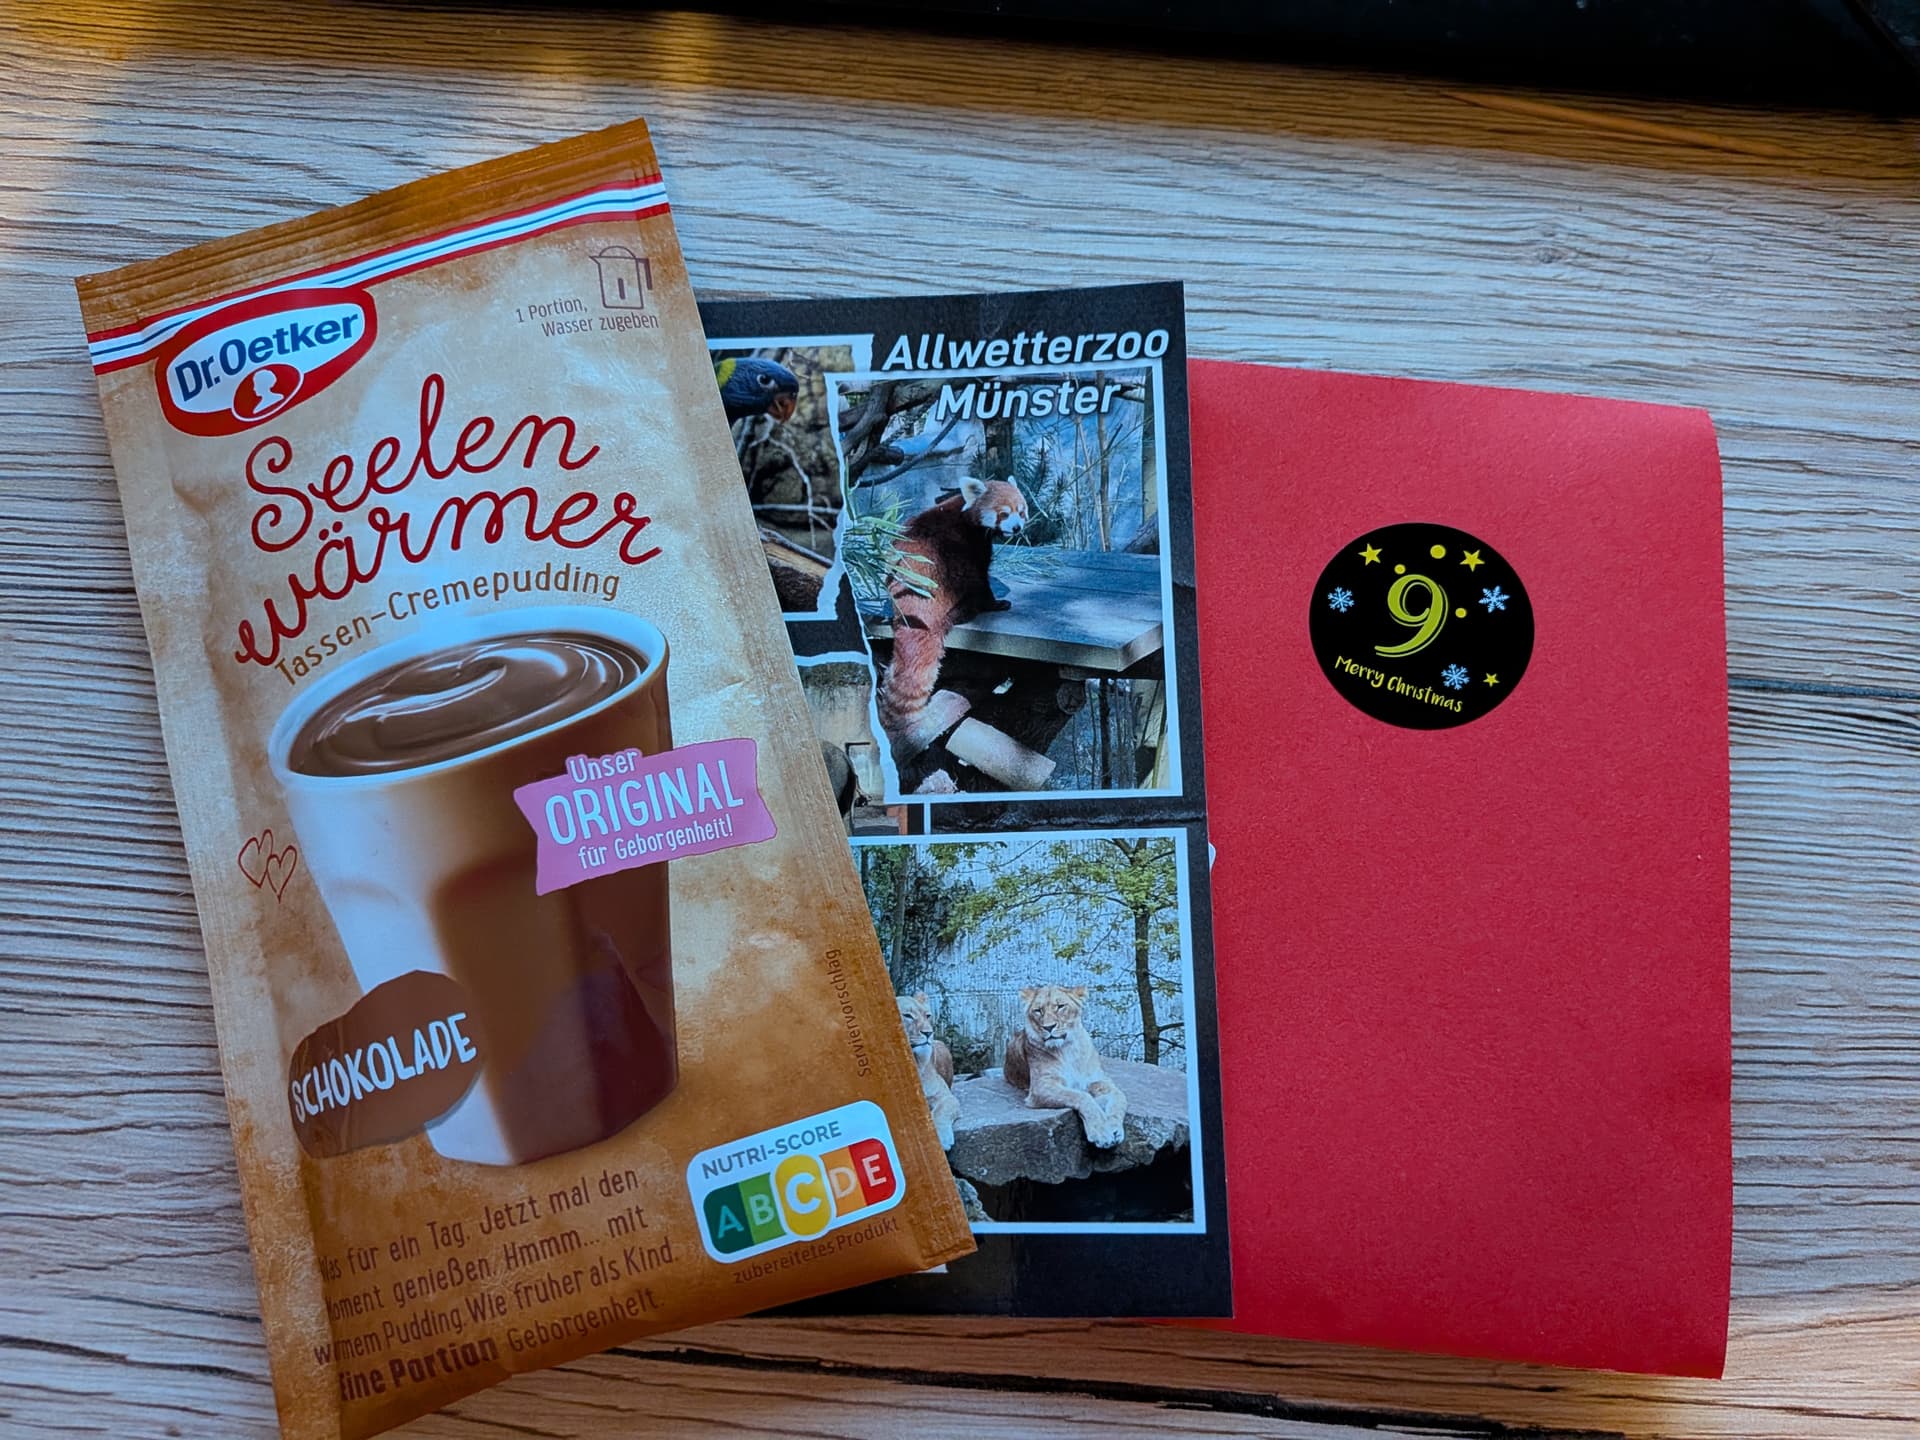 Dr.Oetker
1 Portion,
Wasser zugeben
Seelen
wärmer
Tassen-Cremepudding
Unser
ORIGINAL
für Geborgenheit!
SCHOKOLADE
Serviervorschlag
NUTRI-SCORE
A B C D E
zubereitetes Produkt
Was für ein Tag. Jetzt mal den
Moment genießen. Hmmm... mit
warmem Pudding. Wie früher als Kind.
Eine Portion Geborgenheit.
Allwetterzoo
Münster
9
Merry Christmas